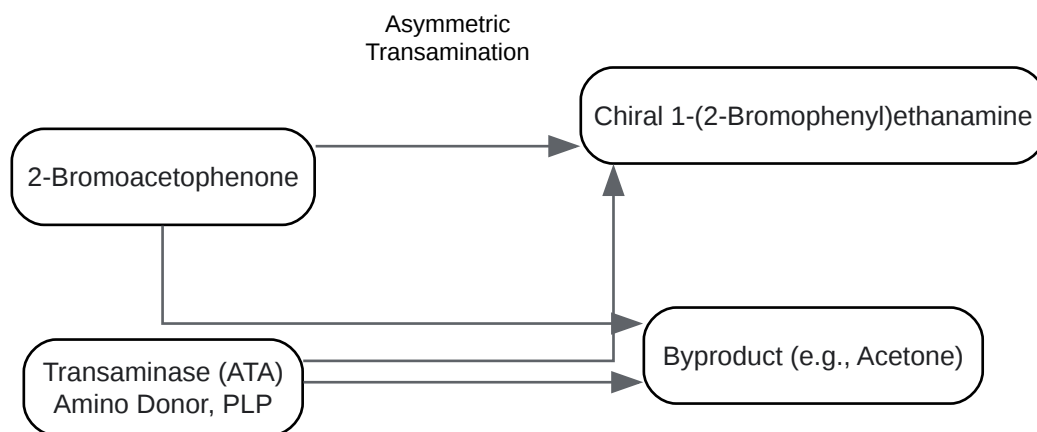 Asymmetric
Transamination
Chiral 1-(2-Bromophenyl)ethanamine
2-Bromoacetophenone
Byproduct (e.g., Acetone)
Transaminase (ATA)
Amino Donor, PLP